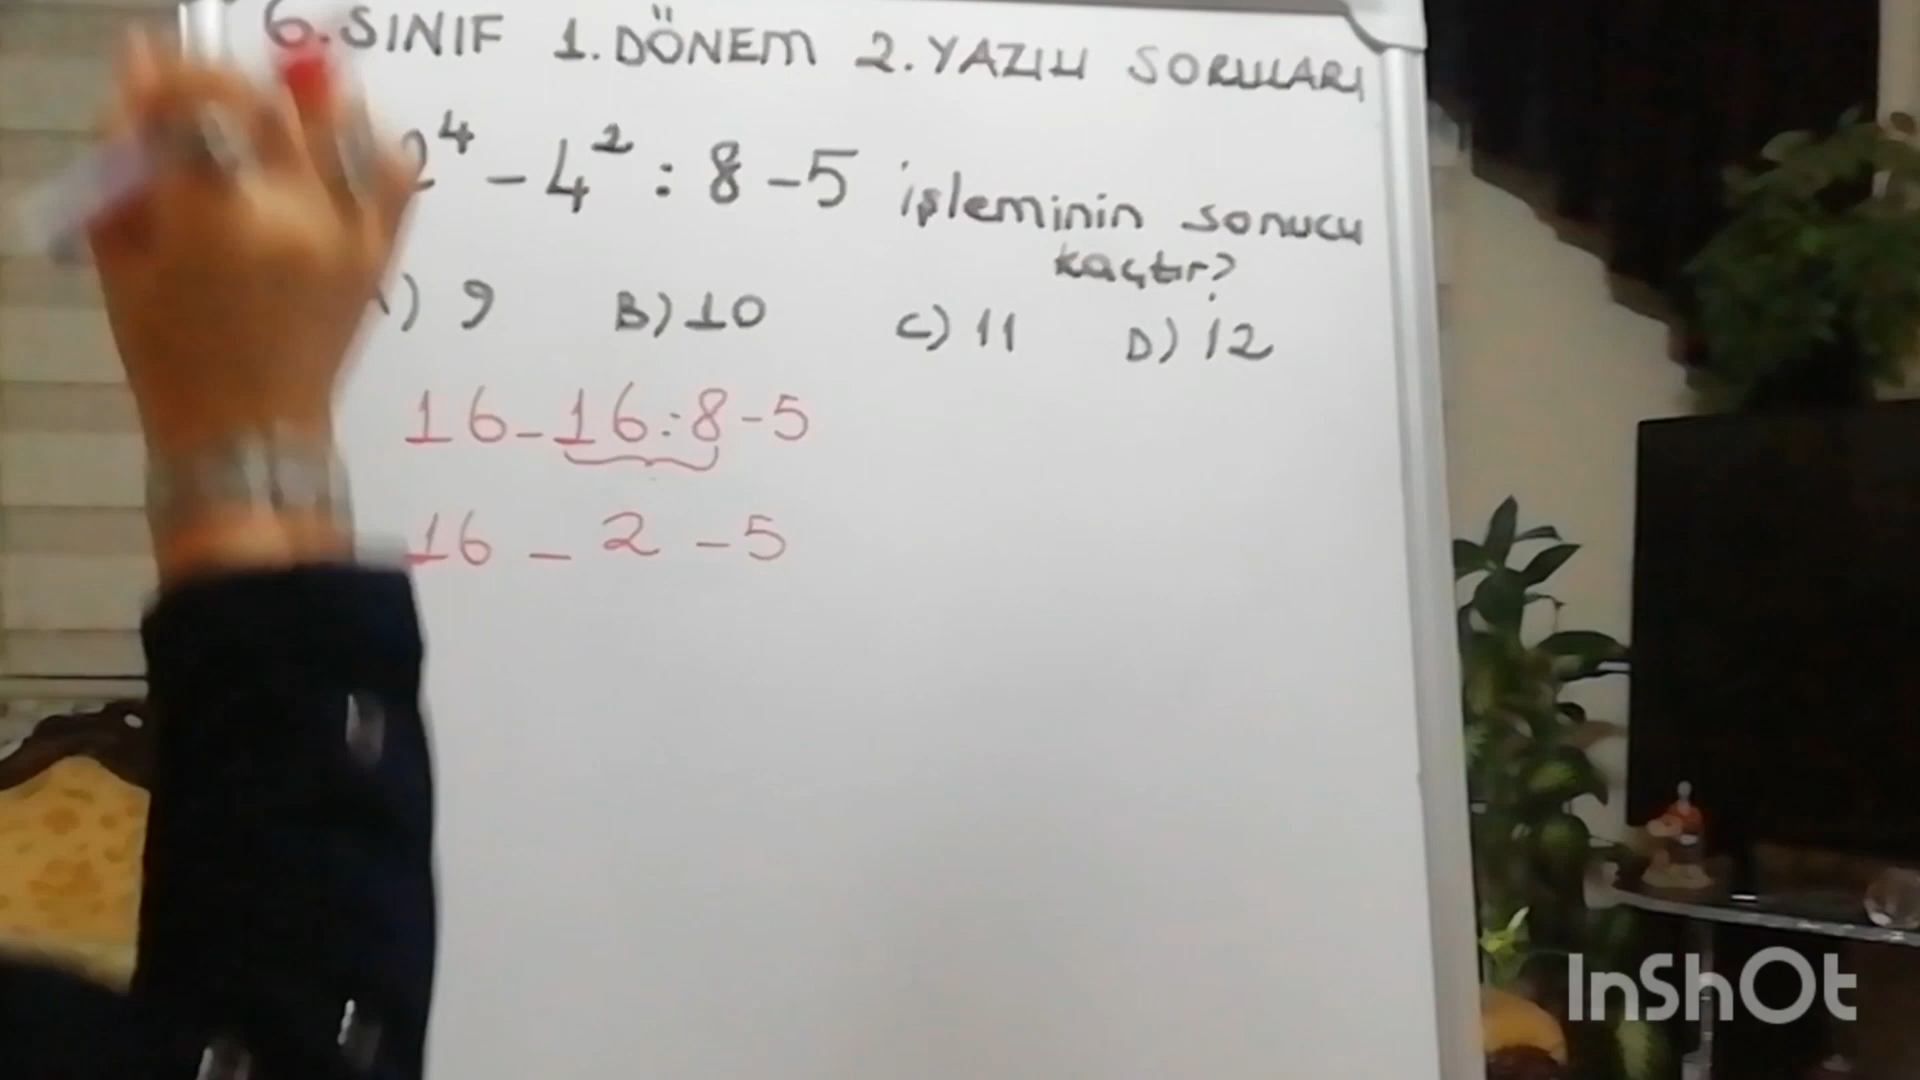 6. SINIF 1. DÖNEM 2. YAZILI SORULARI
2⁴ - 4² : 8 - 5 işleminin sonucu
kaçtır?
A) 9 B) 10 C) 11 D) 12
16 - 16 : 8 - 5
16 - 2 - 5
InShOt